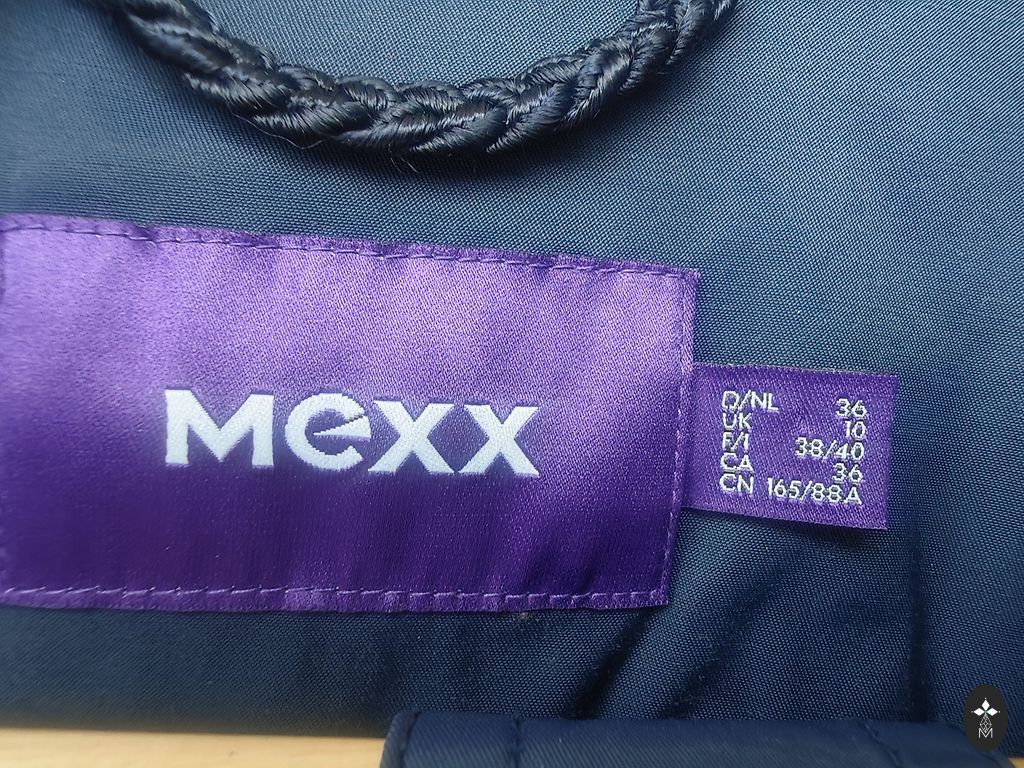 mexx
D/NL 36
UK 10
F/I 38/40
CA 36
CN 165/88A
M